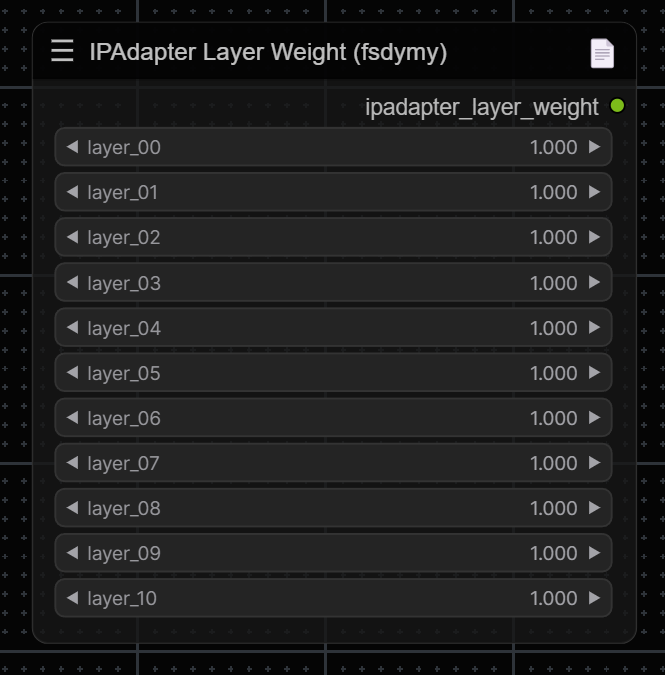 IPAdapter Layer Weight (fsdymy)
ipadapter_layer_weight
layer_00 1.000
layer_01 1.000
layer_02 1.000
layer_03 1.000
layer_04 1.000
layer_05 1.000
layer_06 1.000
layer_07 1.000
layer_08 1.000
layer_09 1.000
layer_10 1.000